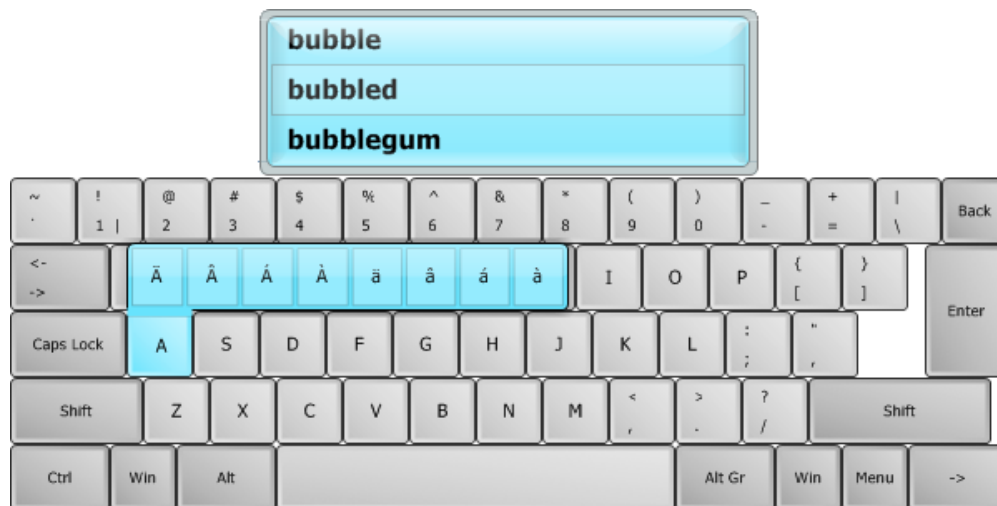 bubble
bubbled
bubblegum
~ ! @ # $ % ^ & * ( ) _ + |
. 1 | 2 3 4 5 6 7 8 9 0 - = \ Back
<- Ä Â Á À ä â á à I O P { }
-> [ ] Enter
Caps Lock A S D F G H J K L : "
; ,
Shift Z X C V B N M < > ? Shift
, . /
Ctrl Win Alt Alt Gr Win Menu ->